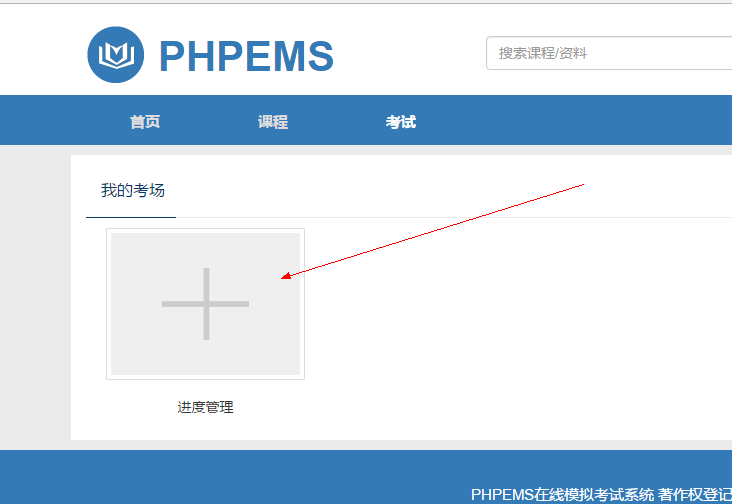 PHPEMS
搜索课程/资料
首页 课程 考试
我的考场
进度管理
PHPEMS在线模拟考试系统 著作权登记